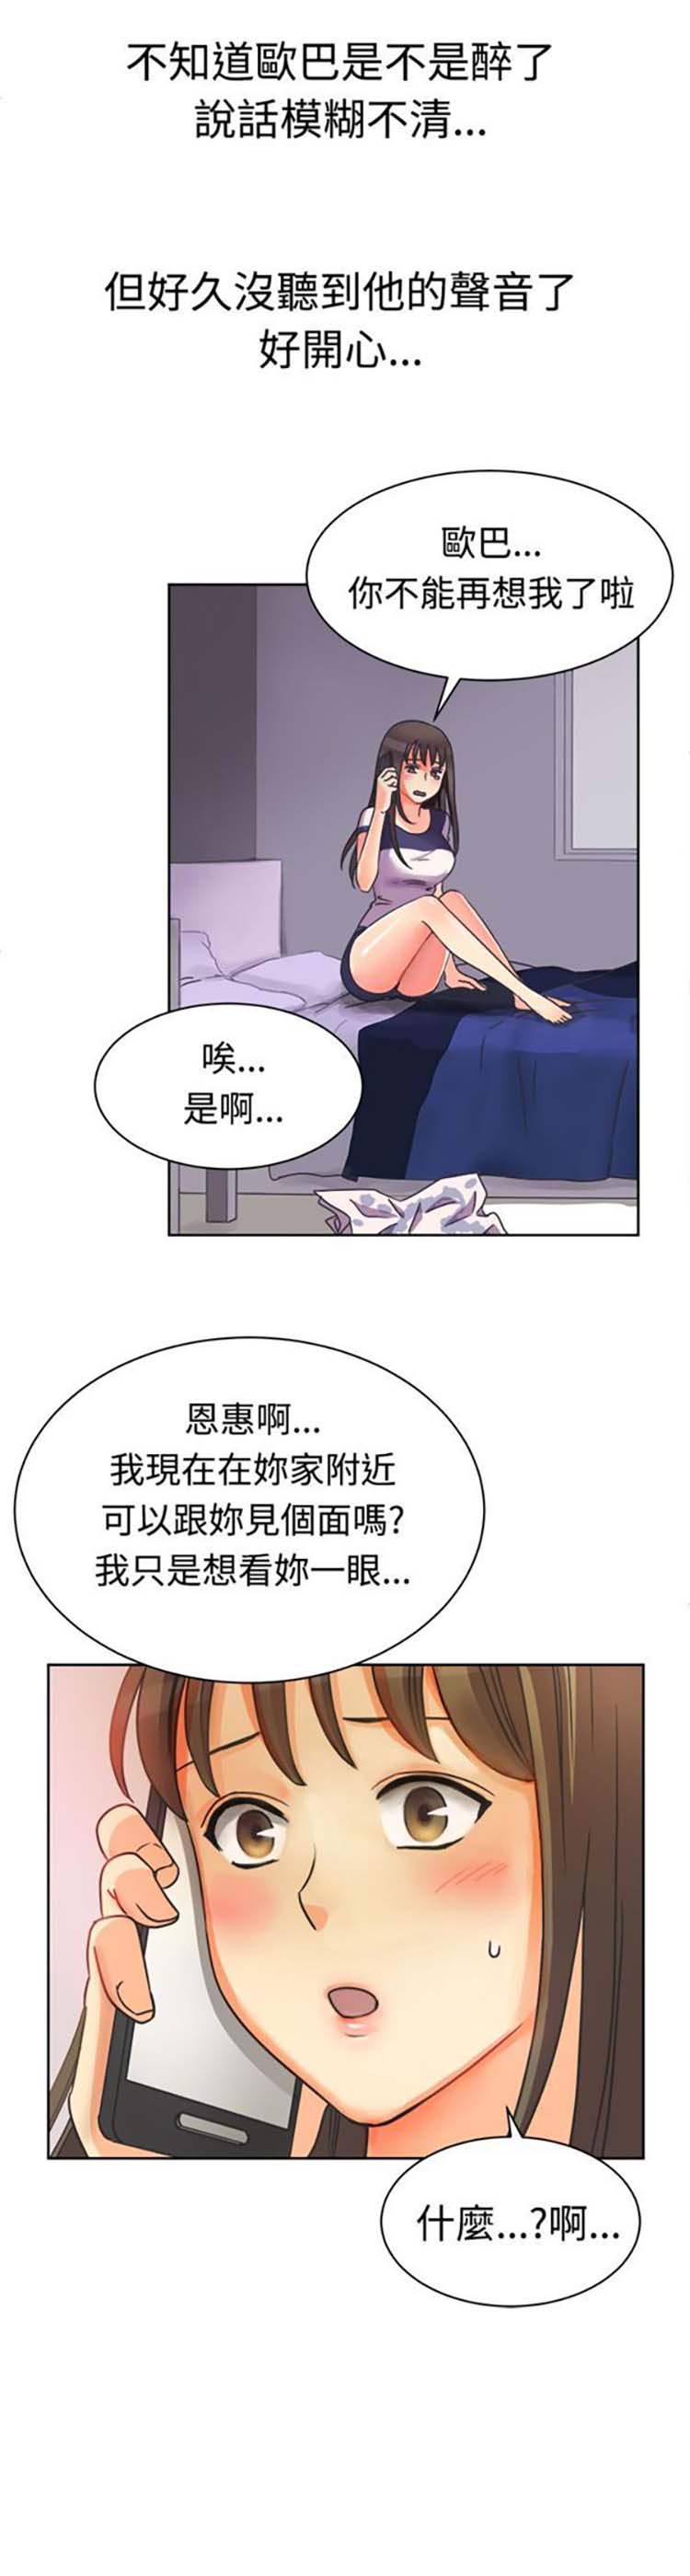 不知道歐巴是不是醉了
說話模糊不清...
但好久沒聽到他的聲音了
好開心...
歐巴...
你不能再想我了啦
唉...
是啊...
恩惠啊...
我現在在妳家附近
可以跟妳見個面嗎?
我只是想看妳一眼...
什麼...?啊...